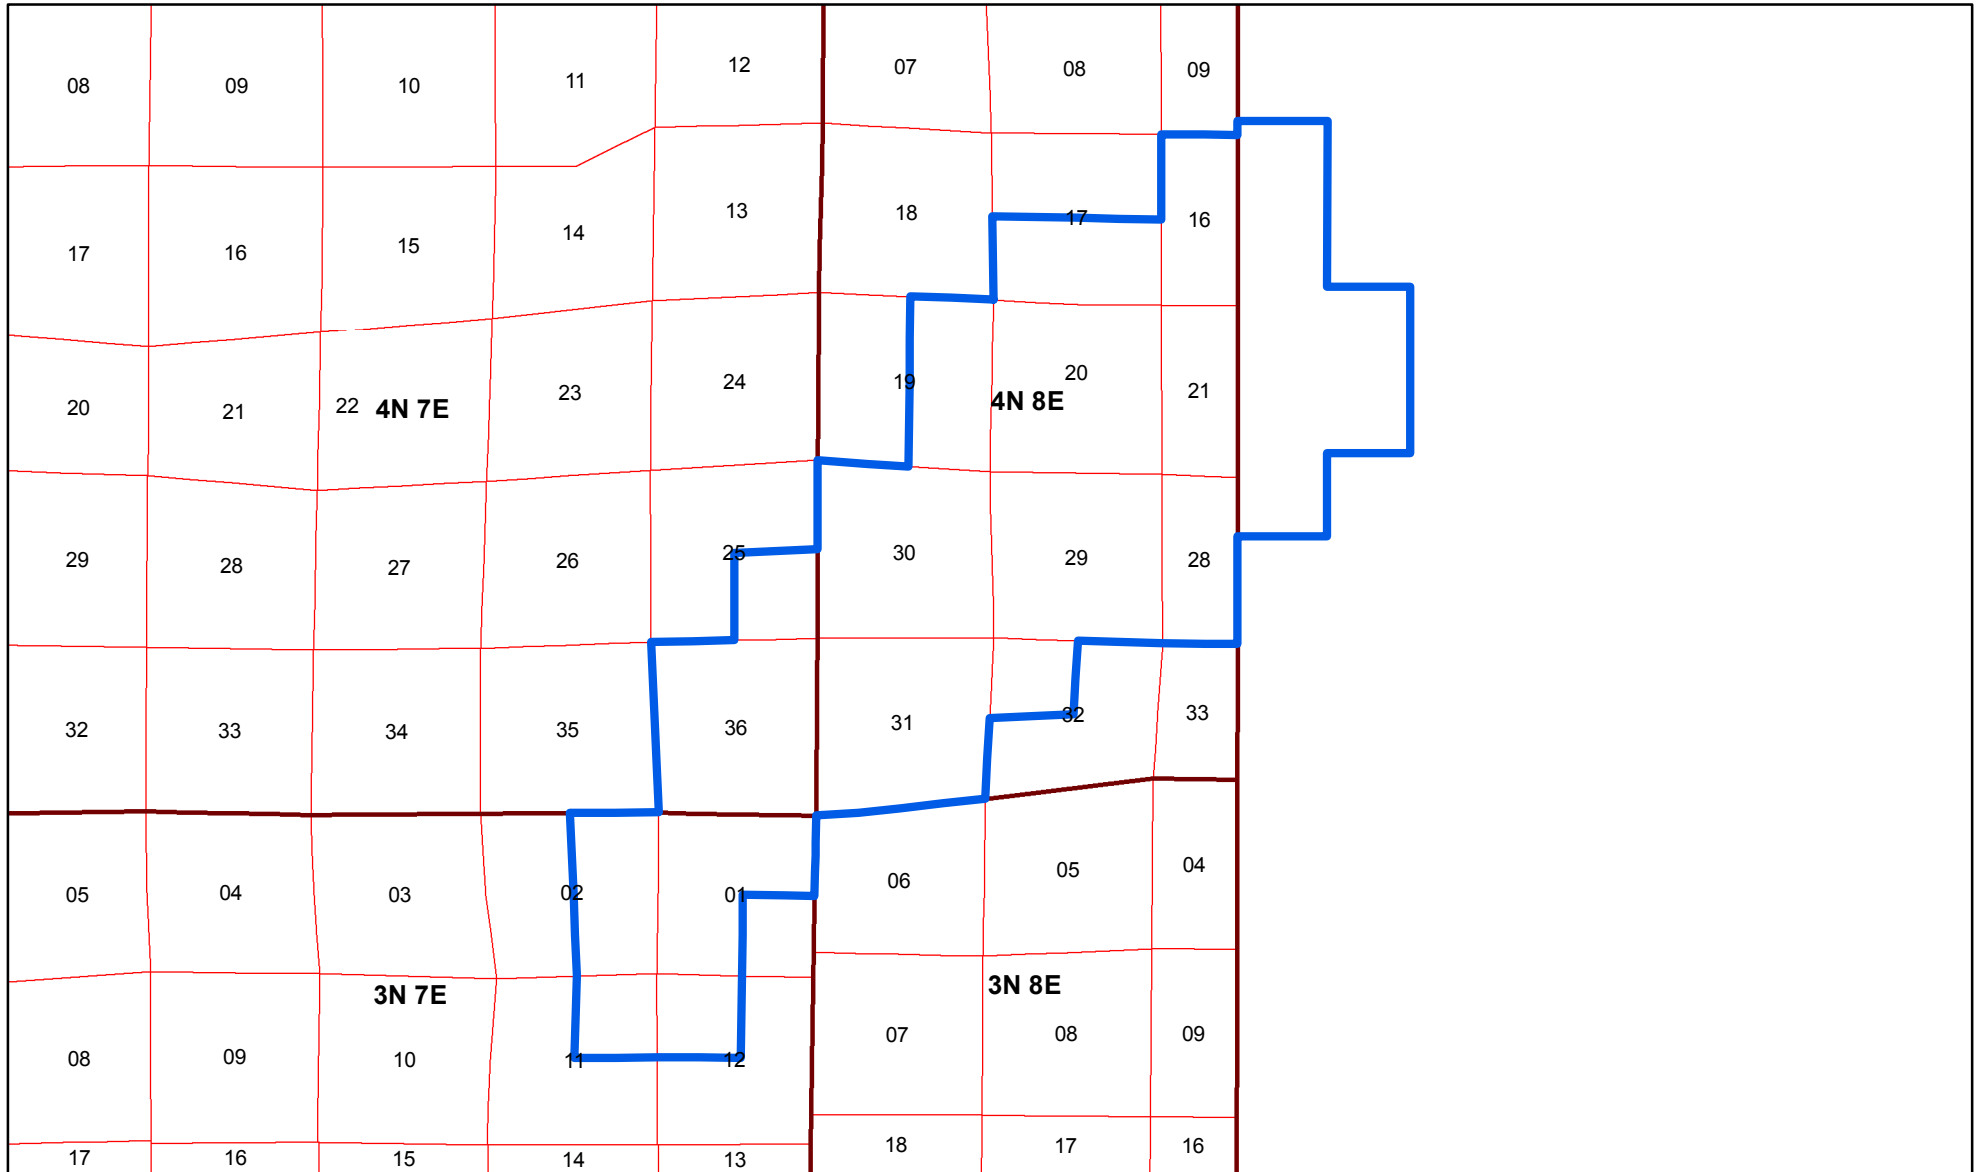 08 09 10 11 12 07 08 09
17 16 15 14 13 18 17 16
20 21 22 4N 7E 23 24 19 4N 8E 20 21
29 28 27 26 25 30 29 28
32 33 34 35 36 31 32 33
05 04 03 02 01 06 05 04
3N 7E 3N 8E
08 09 10 11 12 07 08 09
17 16 15 14 13 18 17 16